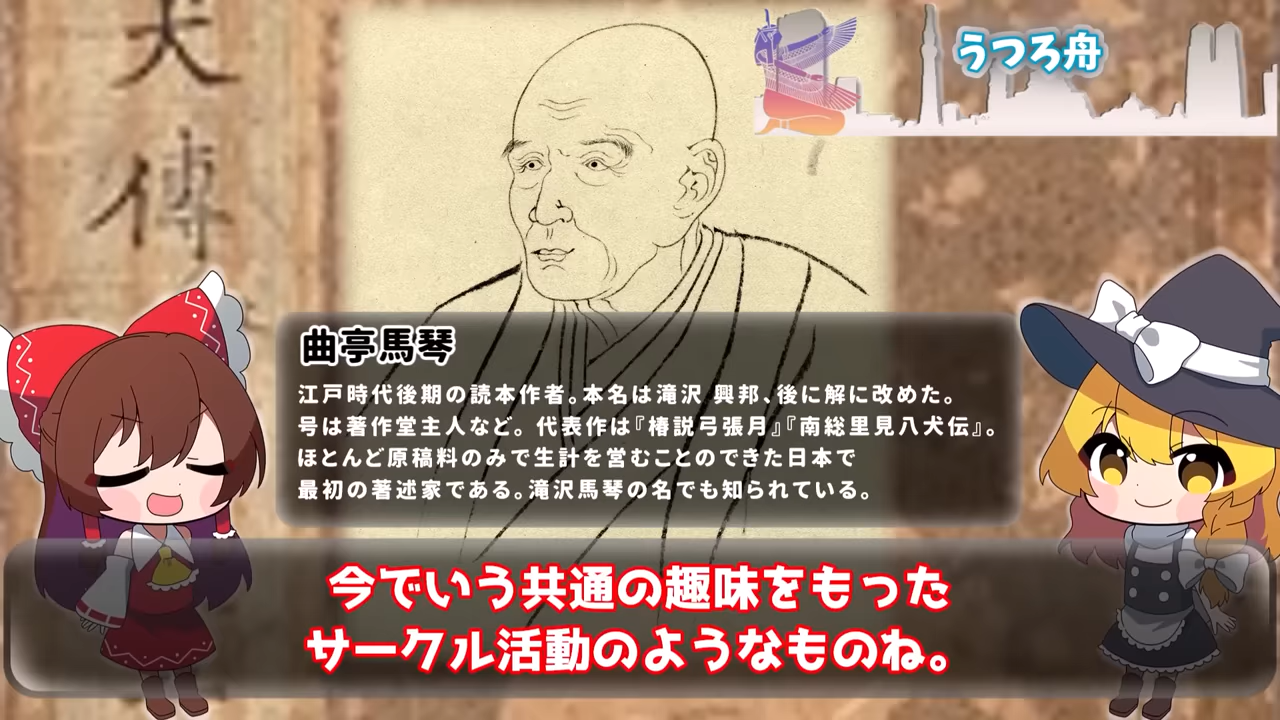 犬
傳
うつろ舟
曲亭馬琴
江戸時代後期の読本作者。本名は滝沢 興邦、後に解に改めた。
号は著作堂主人など。代表作は『椿説弓張月』『南総里見八犬伝』。
ほとんど原稿料のみで生計を営むことのできた日本で
最初の著述家である。滝沢馬琴の名でも知られている。
今でいう共通の趣味をもった
サークル活動のようなものね。